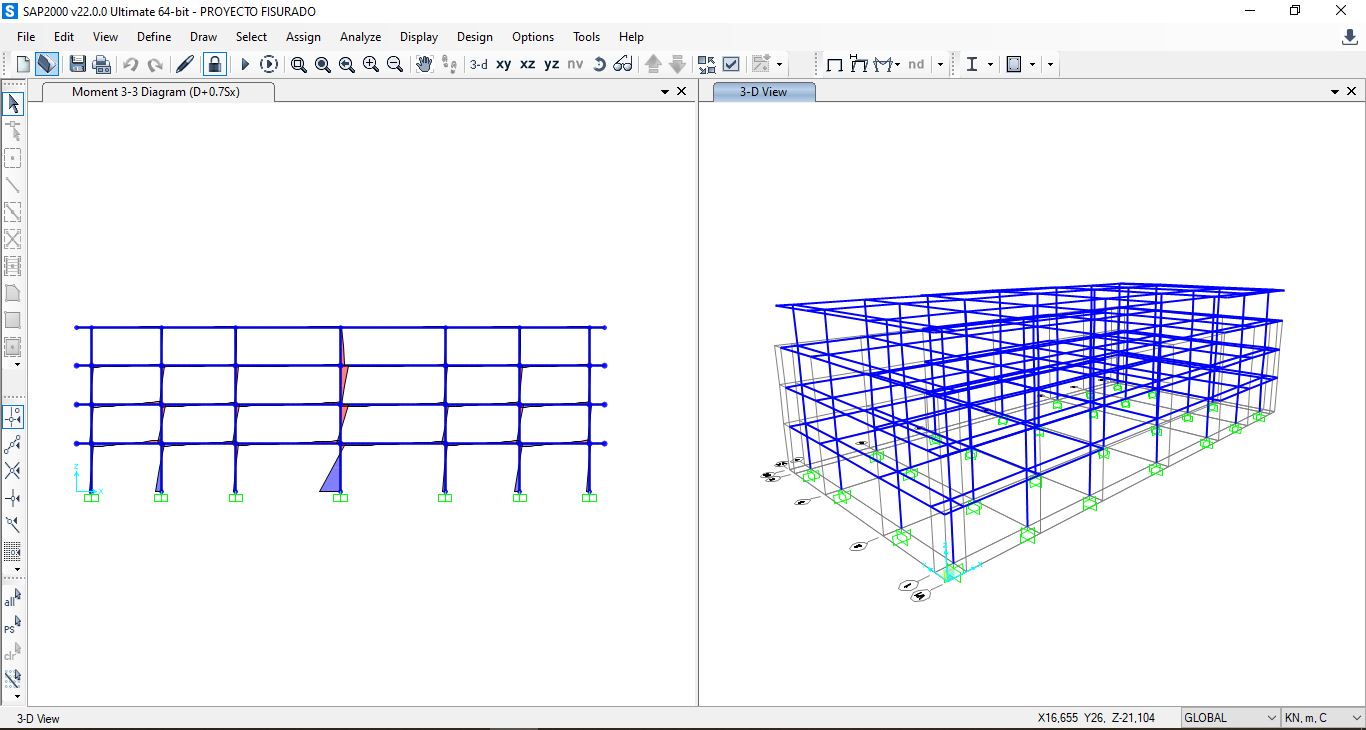 SAP2000 v22.0.0 Ultimate 64-bit - PROYECTO FISURADO
File Edit View Define Draw Select Assign Analyze Display Design Options Tools Help
3-d xy xz yz nv nd
Moment 3-3 Diagram (D+0.7Sx)
3-D View
all
PS
clr
Z
X
3-D View
X16,655 Y26, Z-21,104
GLOBAL
KN, m, C